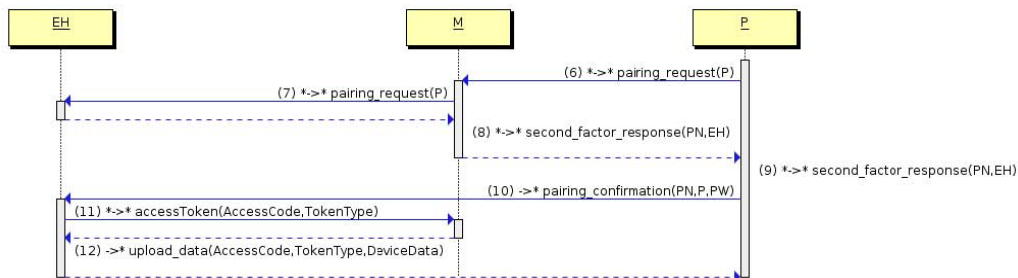 EH
M
P
(6) *->* pairing_request(P)
(7) *->* pairing_request(P)
(8) *->* second_factor_response(PN,EH)
(9) *->* second_factor_response(PN,EH)
(10) ->* pairing_confirmation(PN,P,PW)
(11) *->* accessToken(AccessCode,TokenType)
(12) ->* upload_data(AccessCode,TokenType,DeviceData)